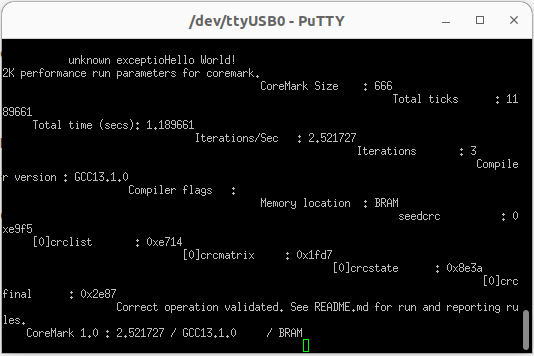 /dev/ttyUSB0 - PuTTY
unknown exceptioHello World!
2K performance run parameters for coremark.
CoreMark Size : 666
Total ticks : 11
89661
Total time (secs): 1.189661
Iterations/Sec : 2.521727
Iterations : 3
Compile
r version : GCC13.1.0
Compiler flags :
Memory location : BRAM
seedcrc : 0
xe9f5
[0]crclist : 0xe714
[0]crcmatrix : 0x1fd7
[0]crcstate : 0x8e3a
[0]crc
final : 0x2e87
Correct operation validated. See README.md for run and reporting ru
les.
CoreMark 1.0 : 2.521727 / GCC13.1.0 / BRAM